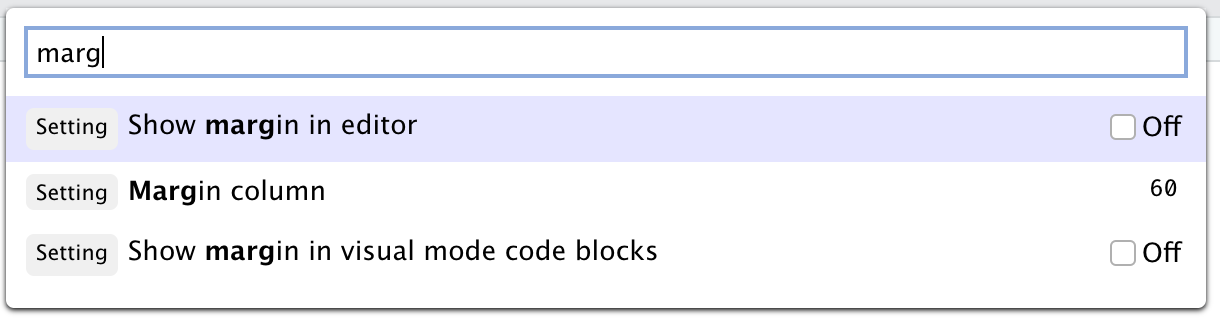 marg
Setting Show margin in editor Off
Setting Margin column 60
Setting Show margin in visual mode code blocks Off